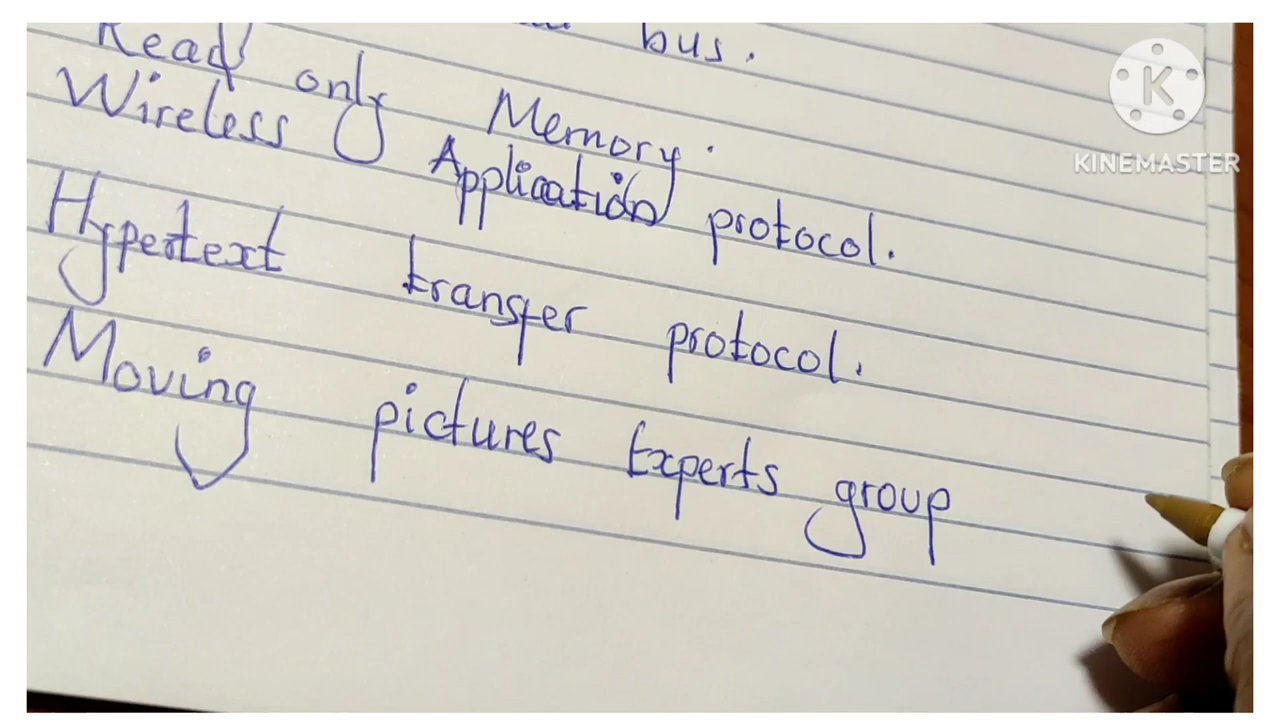 bus.
Read only Memory.
Wireless Application protocol.
Hypertext transfer protocol.
Moving pictures Experts group
K
KINEMASTER